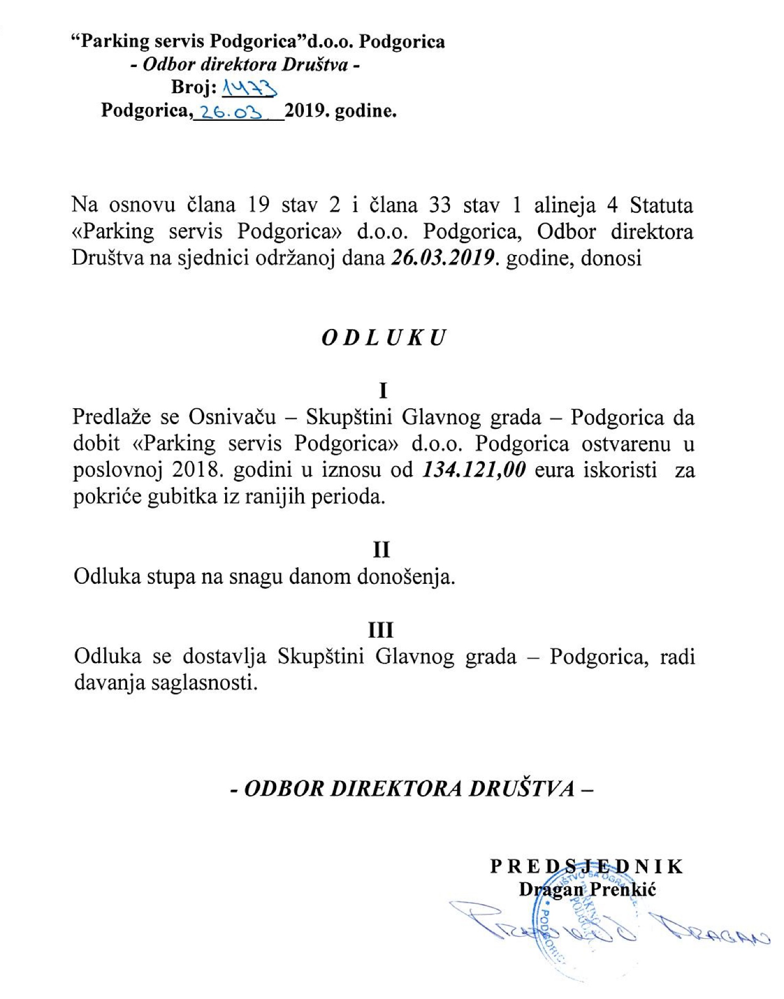 “Parking servis Podgorica”d.o.o. Podgorica
- Odbor direktora Društva -
Broj: 1473
Podgorica, 26.03 2019. godine.
Na osnovu člana 19 stav 2 i člana 33 stav 1 alineja 4 Statuta
«Parking servis Podgorica» d.o.o. Podgorica, Odbor direktora
Društva na sjednici održanoj dana 26.03.2019. godine, donosi
O D L U K U
I
Predlaže se Osnivaču – Skupštini Glavnog grada – Podgorica da
dobit «Parking servis Podgorica» d.o.o. Podgorica ostvarenu u
poslovnoj 2018. godini u iznosu od 134.121,00 eura iskoristi za
pokriće gubitka iz ranijih perioda.
II
Odluka stupa na snagu danom donošenja.
III
Odluka se dostavlja Skupštini Glavnog grada – Podgorica, radi
davanja saglasnosti.
- ODBOR DIREKTORA DRUŠTVA –
P R E D S J E D N I K
Dragan Prenkić
Prenkić Dragan